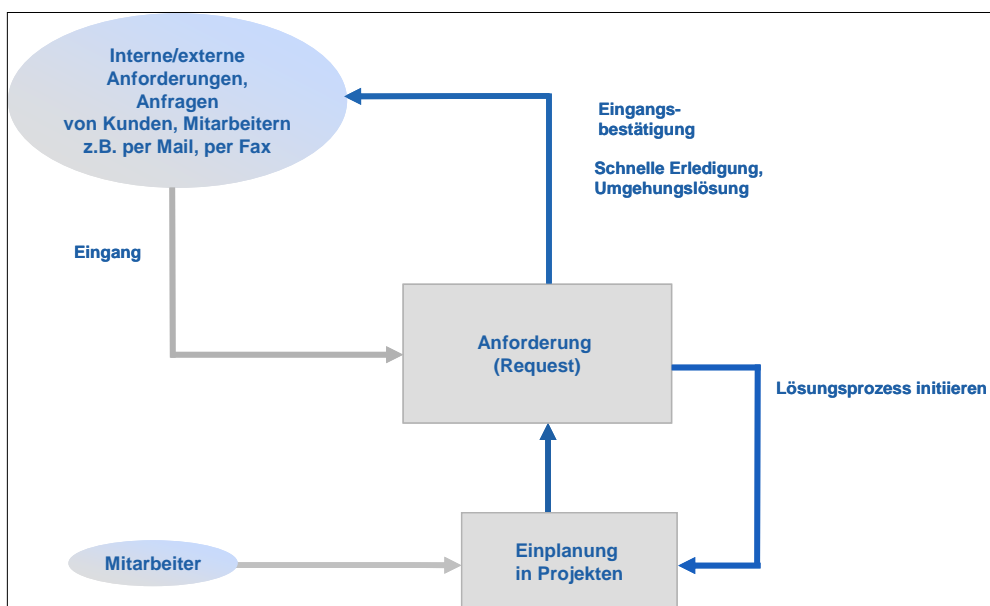 Interne/externe
Anforderungen,
Anfragen
von Kunden, Mitarbeitern
z.B. per Mail, per Fax
Eingangs-
bestätigung
Schnelle Erledigung,
Umgehungslösung
Eingang
Anforderung
(Request)
Lösungsprozess initiieren
Mitarbeiter
Einplanung
in Projekten